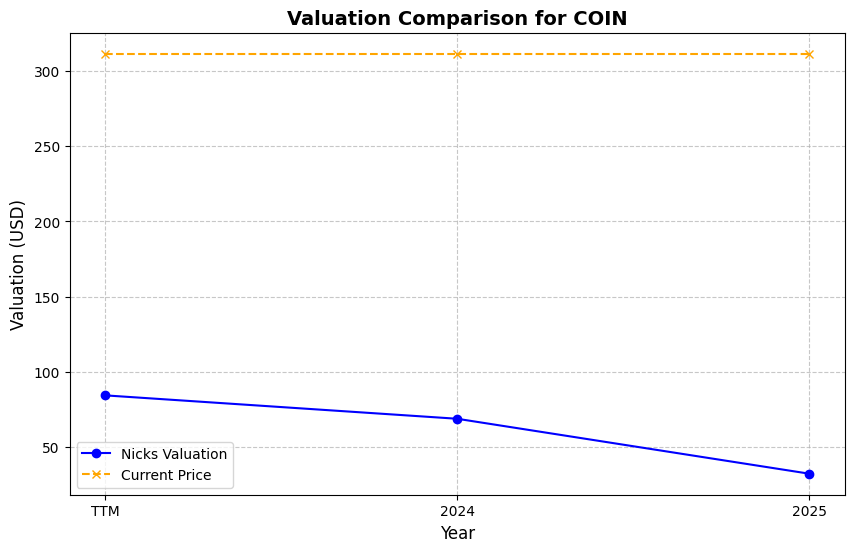 Valuation Comparison for COIN
Valuation (USD)
300
250
200
150
100
50
Nicks Valuation
Current Price
TTM
2024
2025
Year